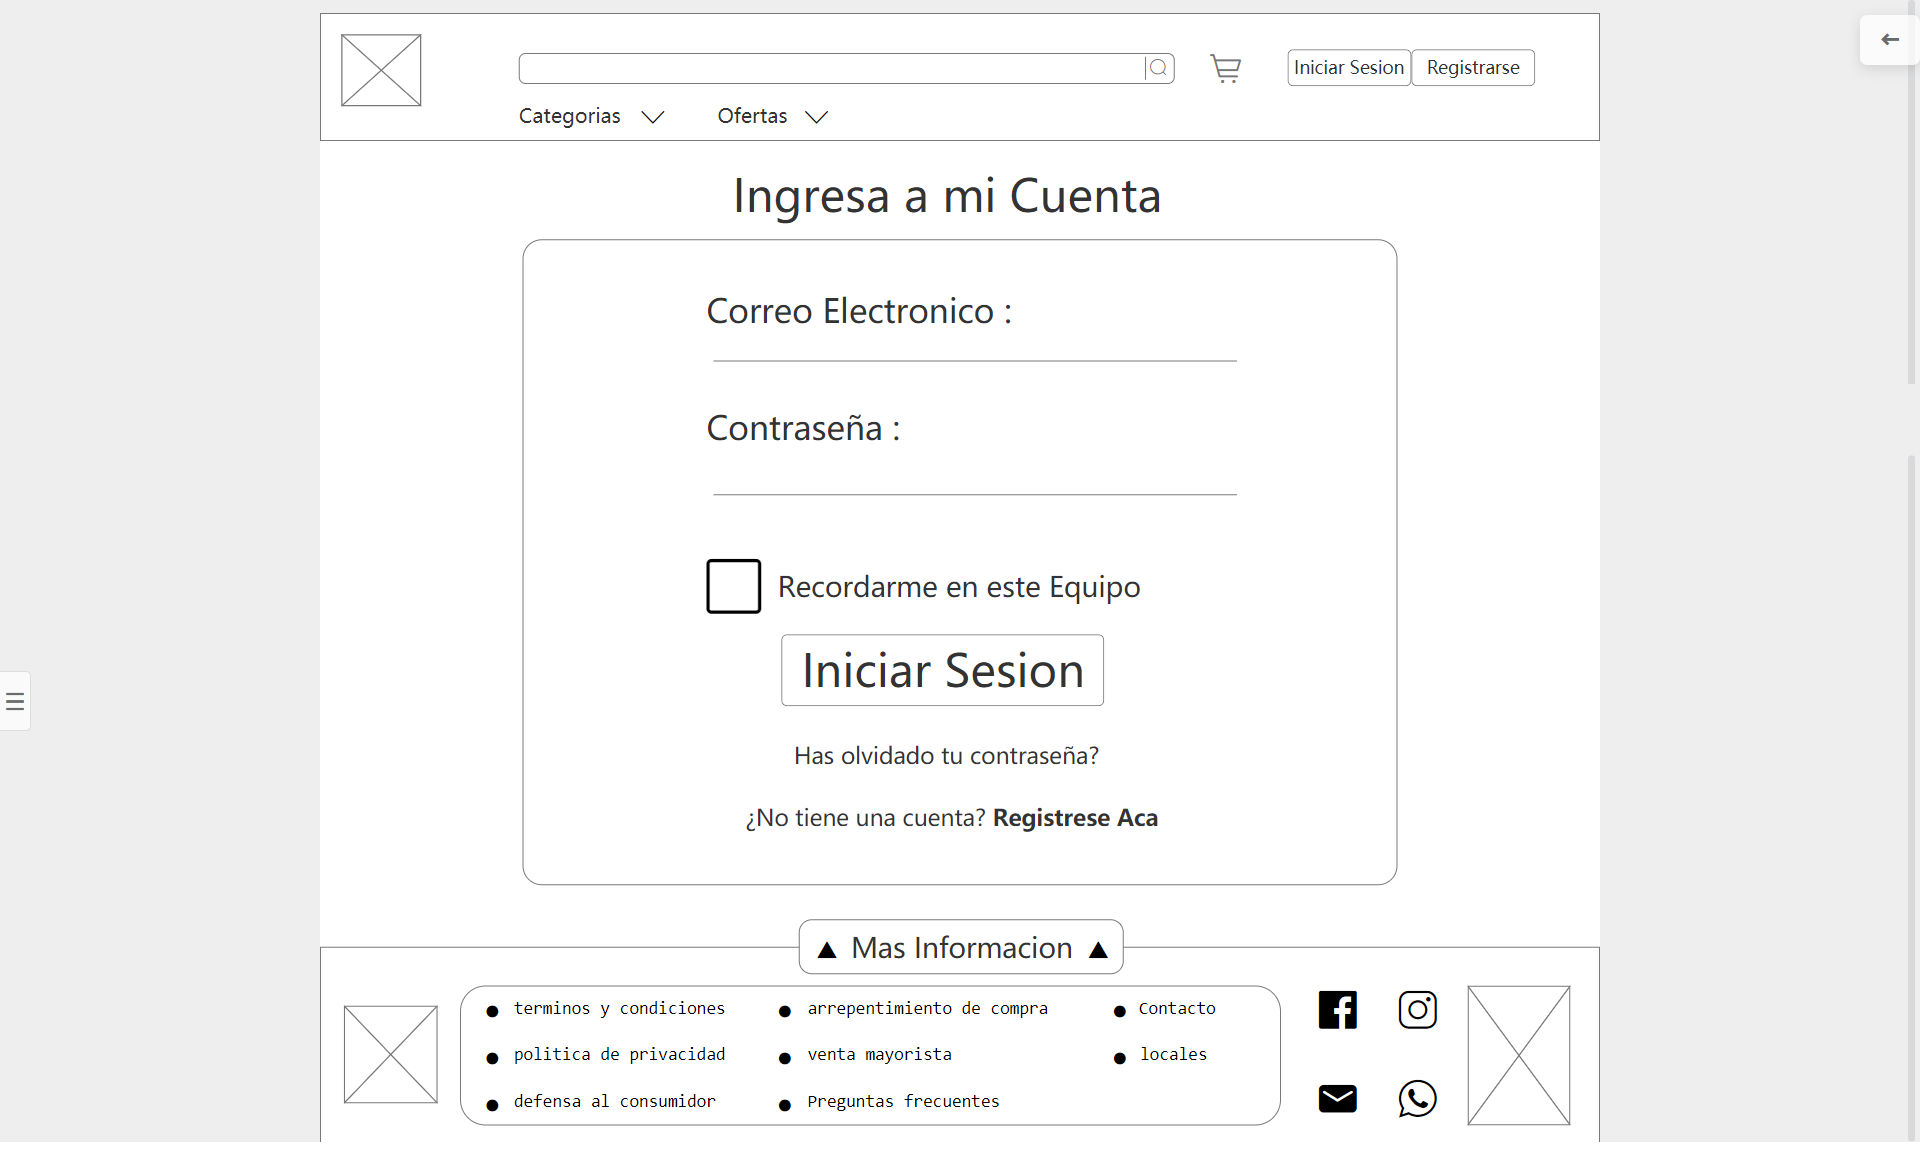 Iniciar Sesion Registrarse
Categorias Ofertas
Ingresa a mi Cuenta
Correo Electronico :
Contraseña :
Recordarme en este Equipo
Iniciar Sesion
Has olvidado tu contraseña?
¿No tiene una cuenta? Registrese Aca
▲ Mas Informacion ▲
● terminos y condiciones ● arrepentimiento de compra ● Contacto
● politica de privacidad ● venta mayorista ● locales
● defensa al consumidor ● Preguntas frecuentes